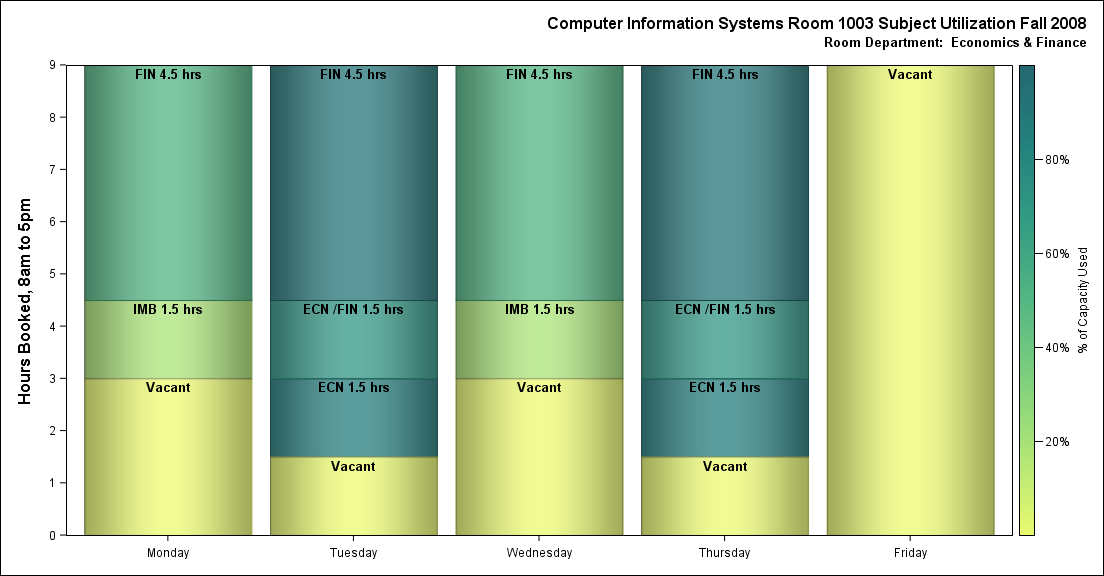 Computer Information Systems Room 1003 Subject Utilization Fall 2008
Room Department: Economics & Finance
Hours Booked, 8am to 5pm
9
8
7
6
5
4
3
2
1
0
FIN 4.5 hrs
IMB 1.5 hrs
Vacant
FIN 4.5 hrs
ECN /FIN 1.5 hrs
ECN 1.5 hrs
Vacant
FIN 4.5 hrs
IMB 1.5 hrs
Vacant
FIN 4.5 hrs
ECN /FIN 1.5 hrs
ECN 1.5 hrs
Vacant
Vacant
Monday
Tuesday
Wednesday
Thursday
Friday
80%
60%
40%
20%
% of Capacity Used